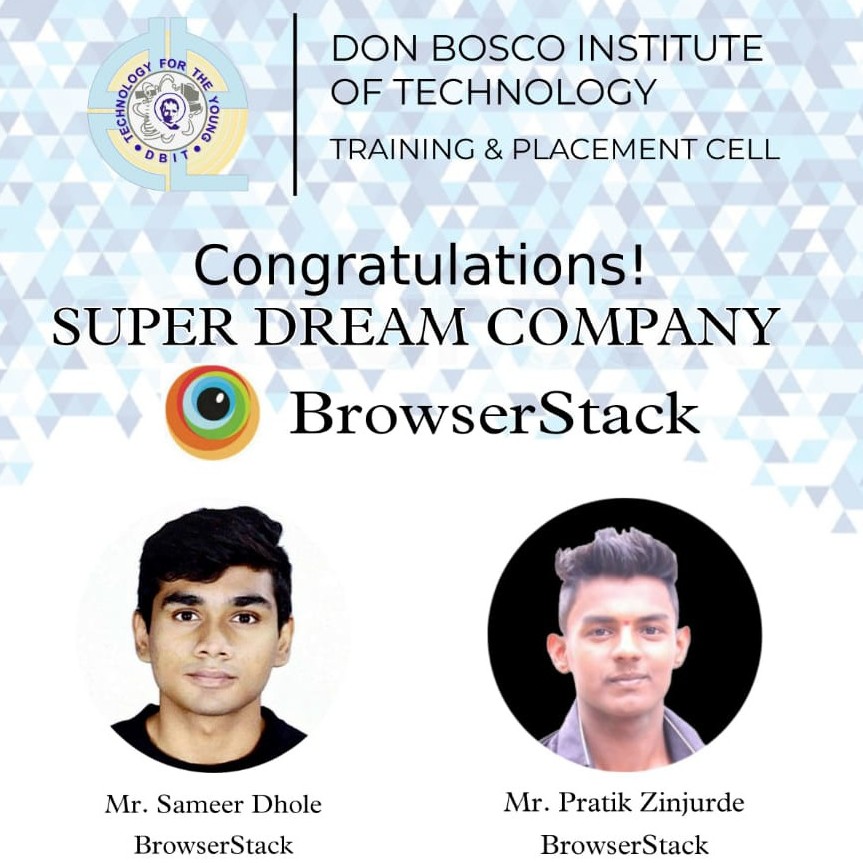 TECHNOLOGY FOR THE YOUNG
• DBIT •
DON BOSCO INSTITUTE
OF TECHNOLOGY
TRAINING & PLACEMENT CELL
Congratulations!
SUPER DREAM COMPANY
BrowserStack
Mr. Sameer Dhole
BrowserStack
Mr. Pratik Zinjurde
BrowserStack